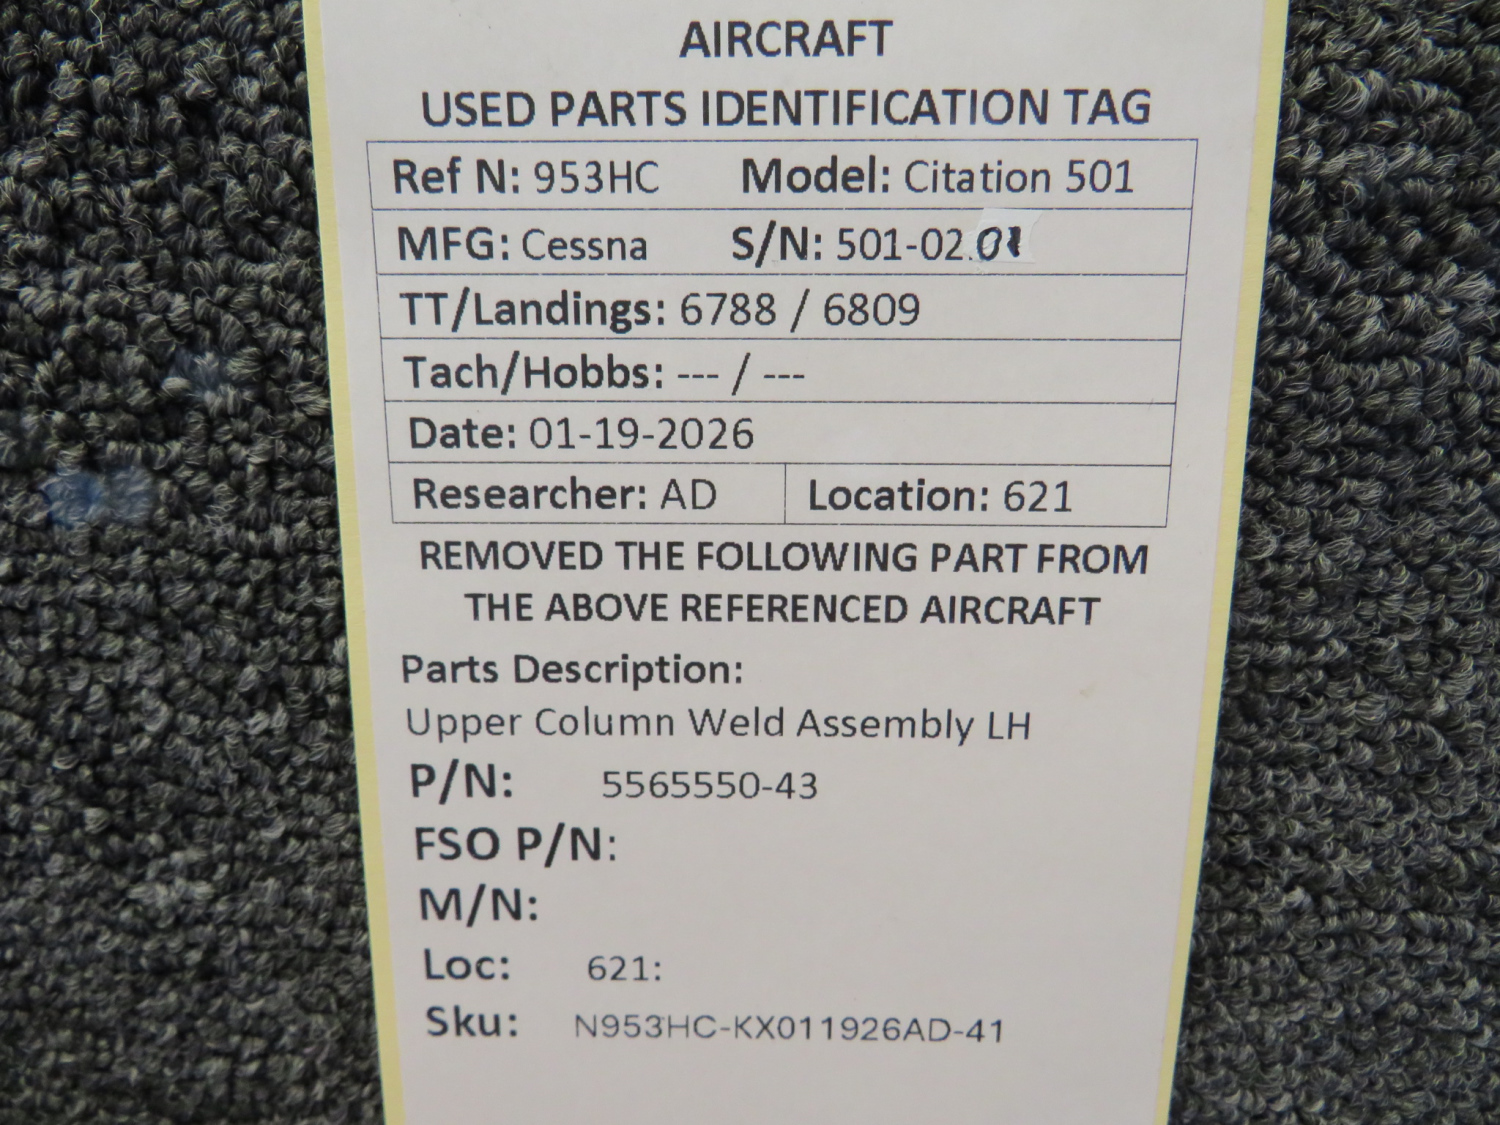 AIRCRAFT
USED PARTS IDENTIFICATION TAG
Ref N: 953HC Model: Citation 501
MFG: Cessna S/N: 501-0201
TT/Landings: 6788 / 6809
Tach/Hobbs: --- / ---
Date: 01-19-2026
Researcher: AD Location: 621
REMOVED THE FOLLOWING PART FROM
THE ABOVE REFERENCED AIRCRAFT
Parts Description:
Upper Column Weld Assembly LH
P/N: 5565550-43
FSO P/N:
M/N:
Loc: 621:
Sku: N953HC-KX011926AD-41